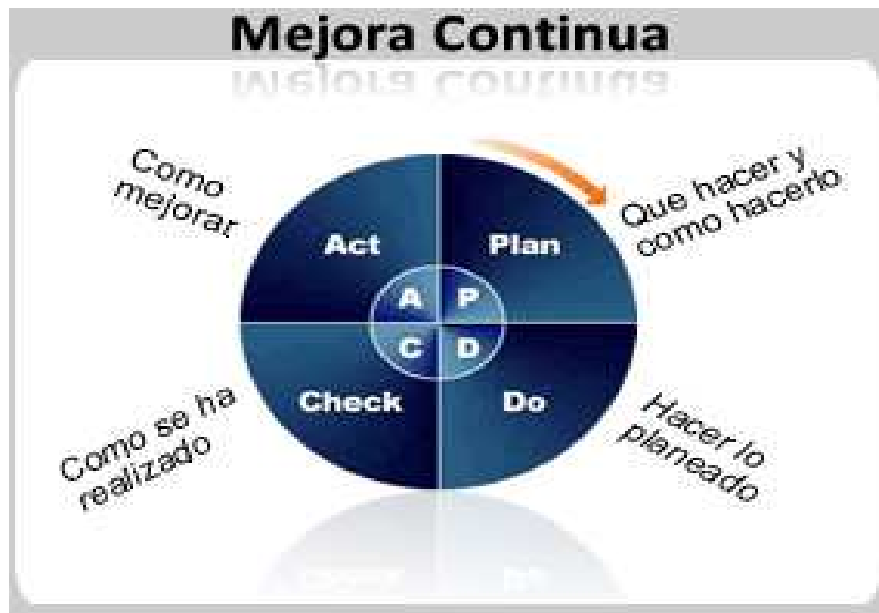 Mejora Continua
Como
mejorar
Que hacer y
como hacerlo
Act
Plan
A
P
C
D
Check
Do
Como se ha
realizado
Hacer lo
planeado